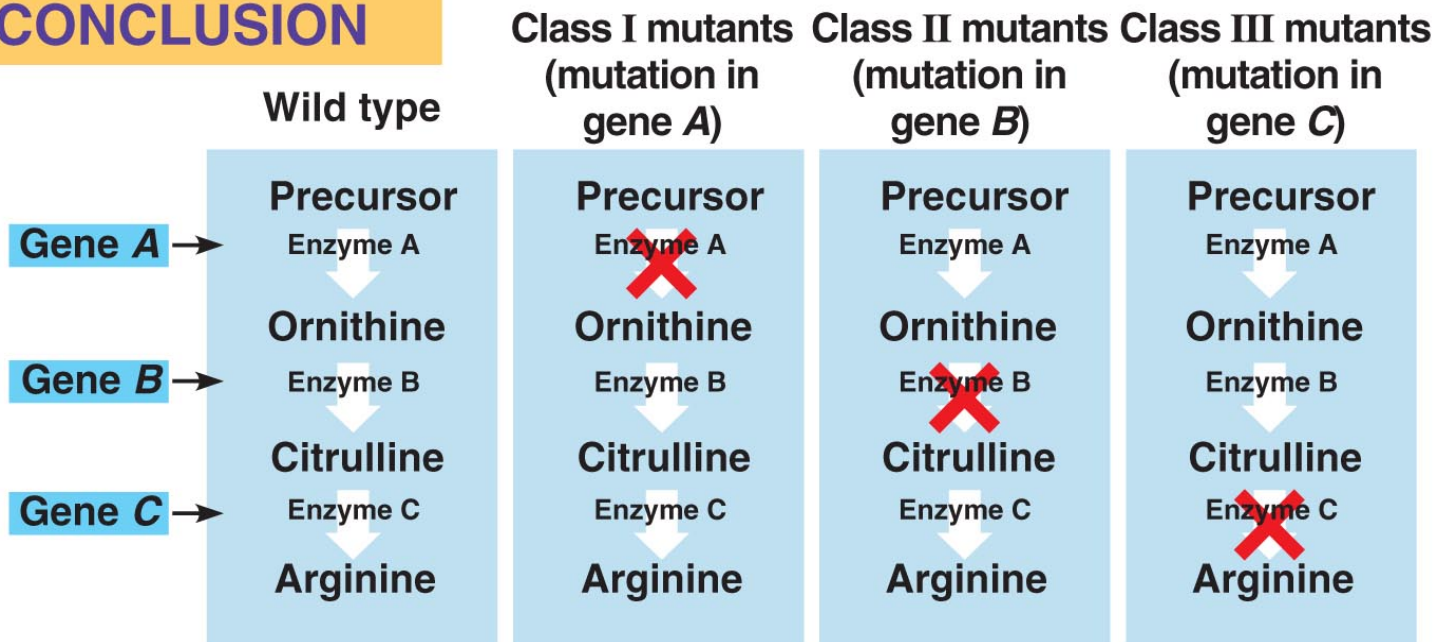 CONCLUSION
Wild type
Class I mutants
(mutation in
gene A)
Class II mutants
(mutation in
gene B)
Class III mutants
(mutation in
gene C)
Gene A
Gene B
Gene C
Precursor
Enzyme A
Ornithine
Enzyme B
Citrulline
Enzyme C
Arginine
Precursor
Enzyme A
Ornithine
Enzyme B
Citrulline
Enzyme C
Arginine
Precursor
Enzyme A
Ornithine
Enzyme B
Citrulline
Enzyme C
Arginine
Precursor
Enzyme A
Ornithine
Enzyme B
Citrulline
Enzyme C
Arginine